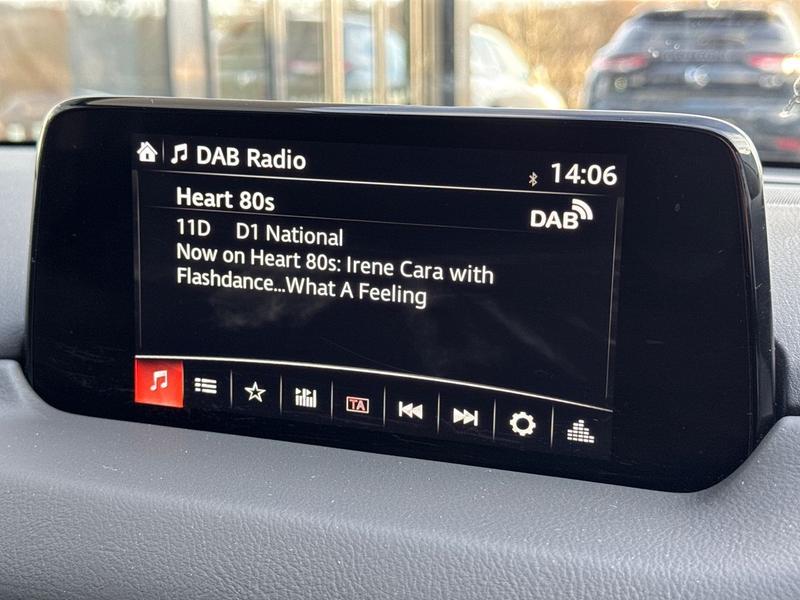 DAB Radio
14:06
Heart 80s
DAB
11D D1 National
Now on Heart 80s: Irene Cara with
Flashdance...What A Feeling
TA